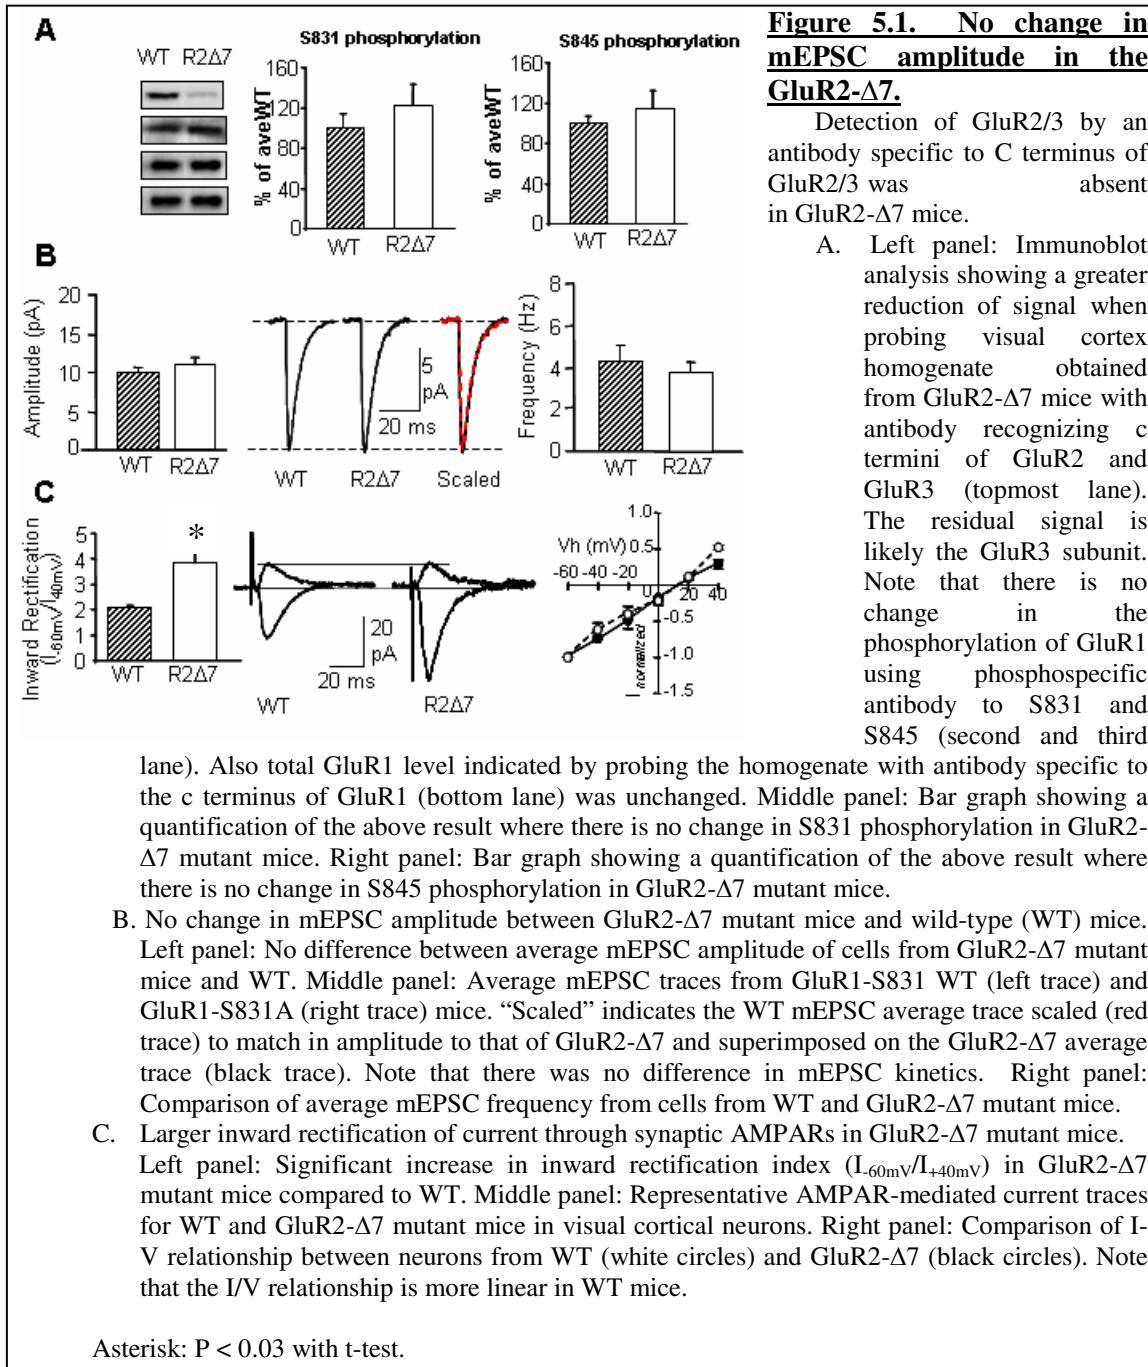 A
WT R2Δ7
S831 phosphorylation
160
120
80
40
0
% of aveWT
WT
R2Δ7
S845 phosphorylation
160
120
80
40
0
% of aveWT
WT
R2Δ7
B
20
15
10
5
0
Amplitude (pA)
WT
R2Δ7
5
pA
20 ms
WT
R2Δ7
Scaled
8
6
4
2
0
Frequency (Hz)
WT
R2Δ7
C
5
4
3
2
1
0
Inward Rectification
(I-60mV/I40mV)
*
WT
R2Δ7
20
pA
20 ms
WT
R2Δ7
Vh (mV)
-60 -40 -20
0
20 40
1.0
0.5
-0.5
-1.0
-1.5
I normalized
Figure 5.1. No change in
mEPSC amplitude in the
GluR2-Δ7.
Detection of GluR2/3 by an
antibody specific to C terminus of
GluR2/3 was absent
in GluR2-Δ7 mice.
A. Left panel: Immunoblot
analysis showing a greater
reduction of signal when
probing visual cortex
homogenate obtained
from GluR2-Δ7 mice with
antibody recognizing c
termini of GluR2 and
GluR3 (topmost lane).
The residual signal is
likely the GluR3 subunit.
Note that there is no
change in the
phosphorylation of GluR1
using phosphospecific
antibody to S831 and
S845 (second and third
lane). Also total GluR1 level indicated by probing the homogenate with antibody specific to
the c terminus of GluR1 (bottom lane) was unchanged. Middle panel: Bar graph showing a
quantification of the above result where there is no change in S831 phosphorylation in GluR2-
Δ7 mutant mice. Right panel: Bar graph showing a quantification of the above result where
there is no change in S845 phosphorylation in GluR2-Δ7 mutant mice.
B. No change in mEPSC amplitude between GluR2-Δ7 mutant mice and wild-type (WT) mice.
Left panel: No difference between average mEPSC amplitude of cells from GluR2-Δ7 mutant
mice and WT. Middle panel: Average mEPSC traces from GluR1-S831 WT (left trace) and
GluR1-S831A (right trace) mice. “Scaled” indicates the WT mEPSC average trace scaled (red
trace) to match in amplitude to that of GluR2-Δ7 and superimposed on the GluR2-Δ7 average
trace (black trace). Note that there was no difference in mEPSC kinetics. Right panel:
Comparison of average mEPSC frequency from cells from WT and GluR2-Δ7 mutant mice.
C. Larger inward rectification of current through synaptic AMPARs in GluR2-Δ7 mutant mice.
Left panel: Significant increase in inward rectification index (I-60mV/I+40mV) in GluR2-Δ7
mutant mice compared to WT. Middle panel: Representative AMPAR-mediated current traces
for WT and GluR2-Δ7 mutant mice in visual cortical neurons. Right panel: Comparison of I-
V relationship between neurons from WT (white circles) and GluR2-Δ7 (black circles). Note
that the I/V relationship is more linear in WT mice.
Asterisk: P < 0.03 with t-test.